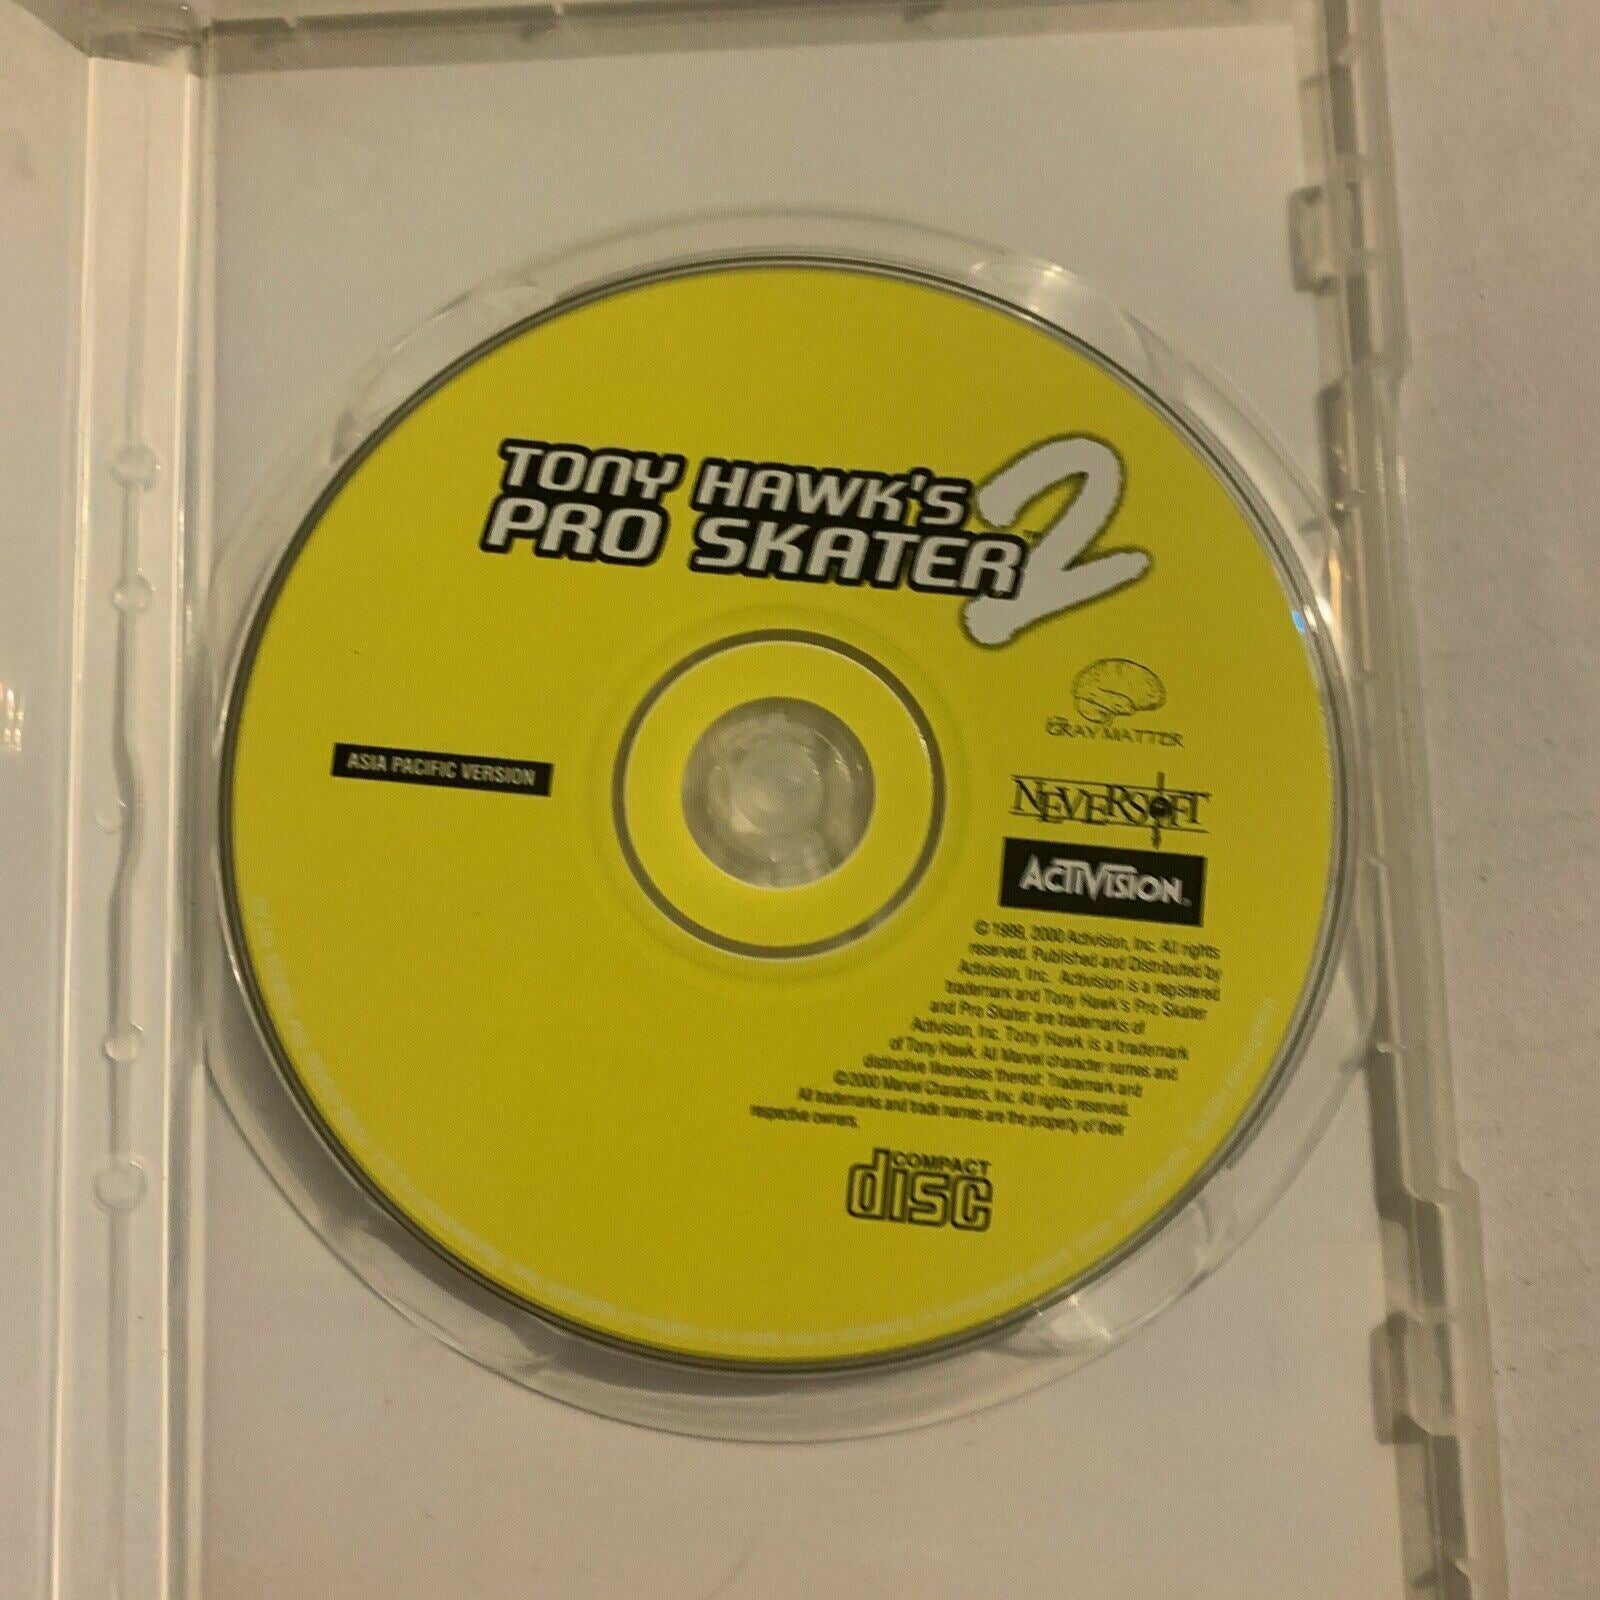 TONY HAWK'S
PRO SKATER™ 2
GRAY MATTER
ASIA PACIFIC VERSION
NEVERSOFT
ACTIVISION.
© 1999, 2000 Activision, Inc. All rights
reserved. Published and Distributed by
Activision, Inc. Activision is a registered
trademark and Tony Hawk's Pro Skater
and Pro Skater are trademarks of
Activision, Inc. Tony Hawk is a trademark
of Tony Hawk. All Marvel character names and
distinctive likenesses thereof: Trademark and
©2000 Marvel Characters, Inc. All rights reserved.
All trademarks and trade names are the property of their
respective owners.
COMPACT
disc